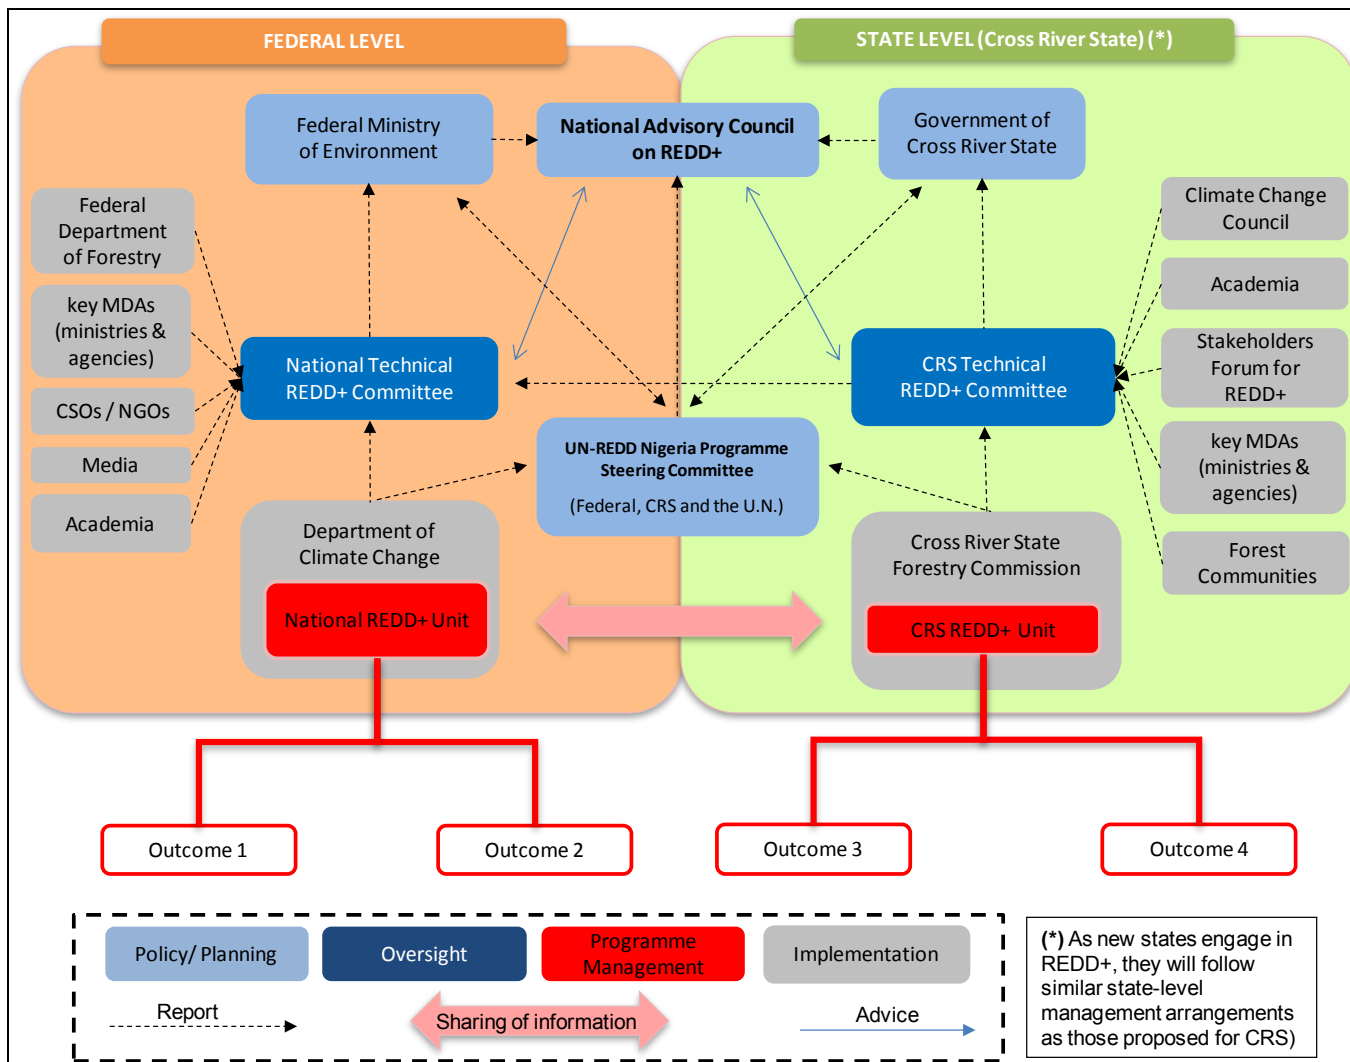 FEDERAL LEVEL
STATE LEVEL (Cross River State) (*)
Federal Ministry
of Environment
National Advisory Council
on REDD+
Government of
Cross River State
Federal
Department
of Forestry
key MDAs
(ministries &
agencies)
CSOs / NGOs
Media
Academia
National Technical
REDD+ Committee
CRS Technical
REDD+ Committee
Climate Change
Council
Academia
Stakeholders
Forum for
REDD+
key MDAs
(ministries &
agencies)
Forest
Communities
UN-REDD Nigeria Programme
Steering Committee
(Federal, CRS and the U.N.)
Department of
Climate Change
National REDD+ Unit
Cross River State
Forestry Commission
CRS REDD+ Unit
Outcome 1
Outcome 2
Outcome 3
Outcome 4
Policy/ Planning
Oversight
Programme
Management
Implementation
Report
Sharing of information
Advice
(*) As new states engage in
REDD+, they will follow
similar state-level
management arrangements
as those proposed for CRS)